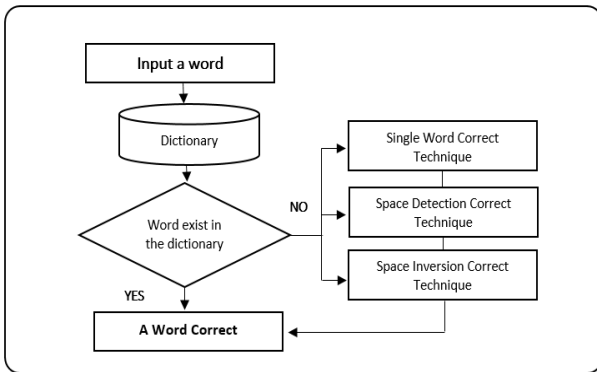 Input a word
Dictionary
Word exist in
the dictionary
NO
YES
A Word Correct
Single Word Correct
Technique
Space Detection Correct
Technique
Space Inversion Correct
Technique